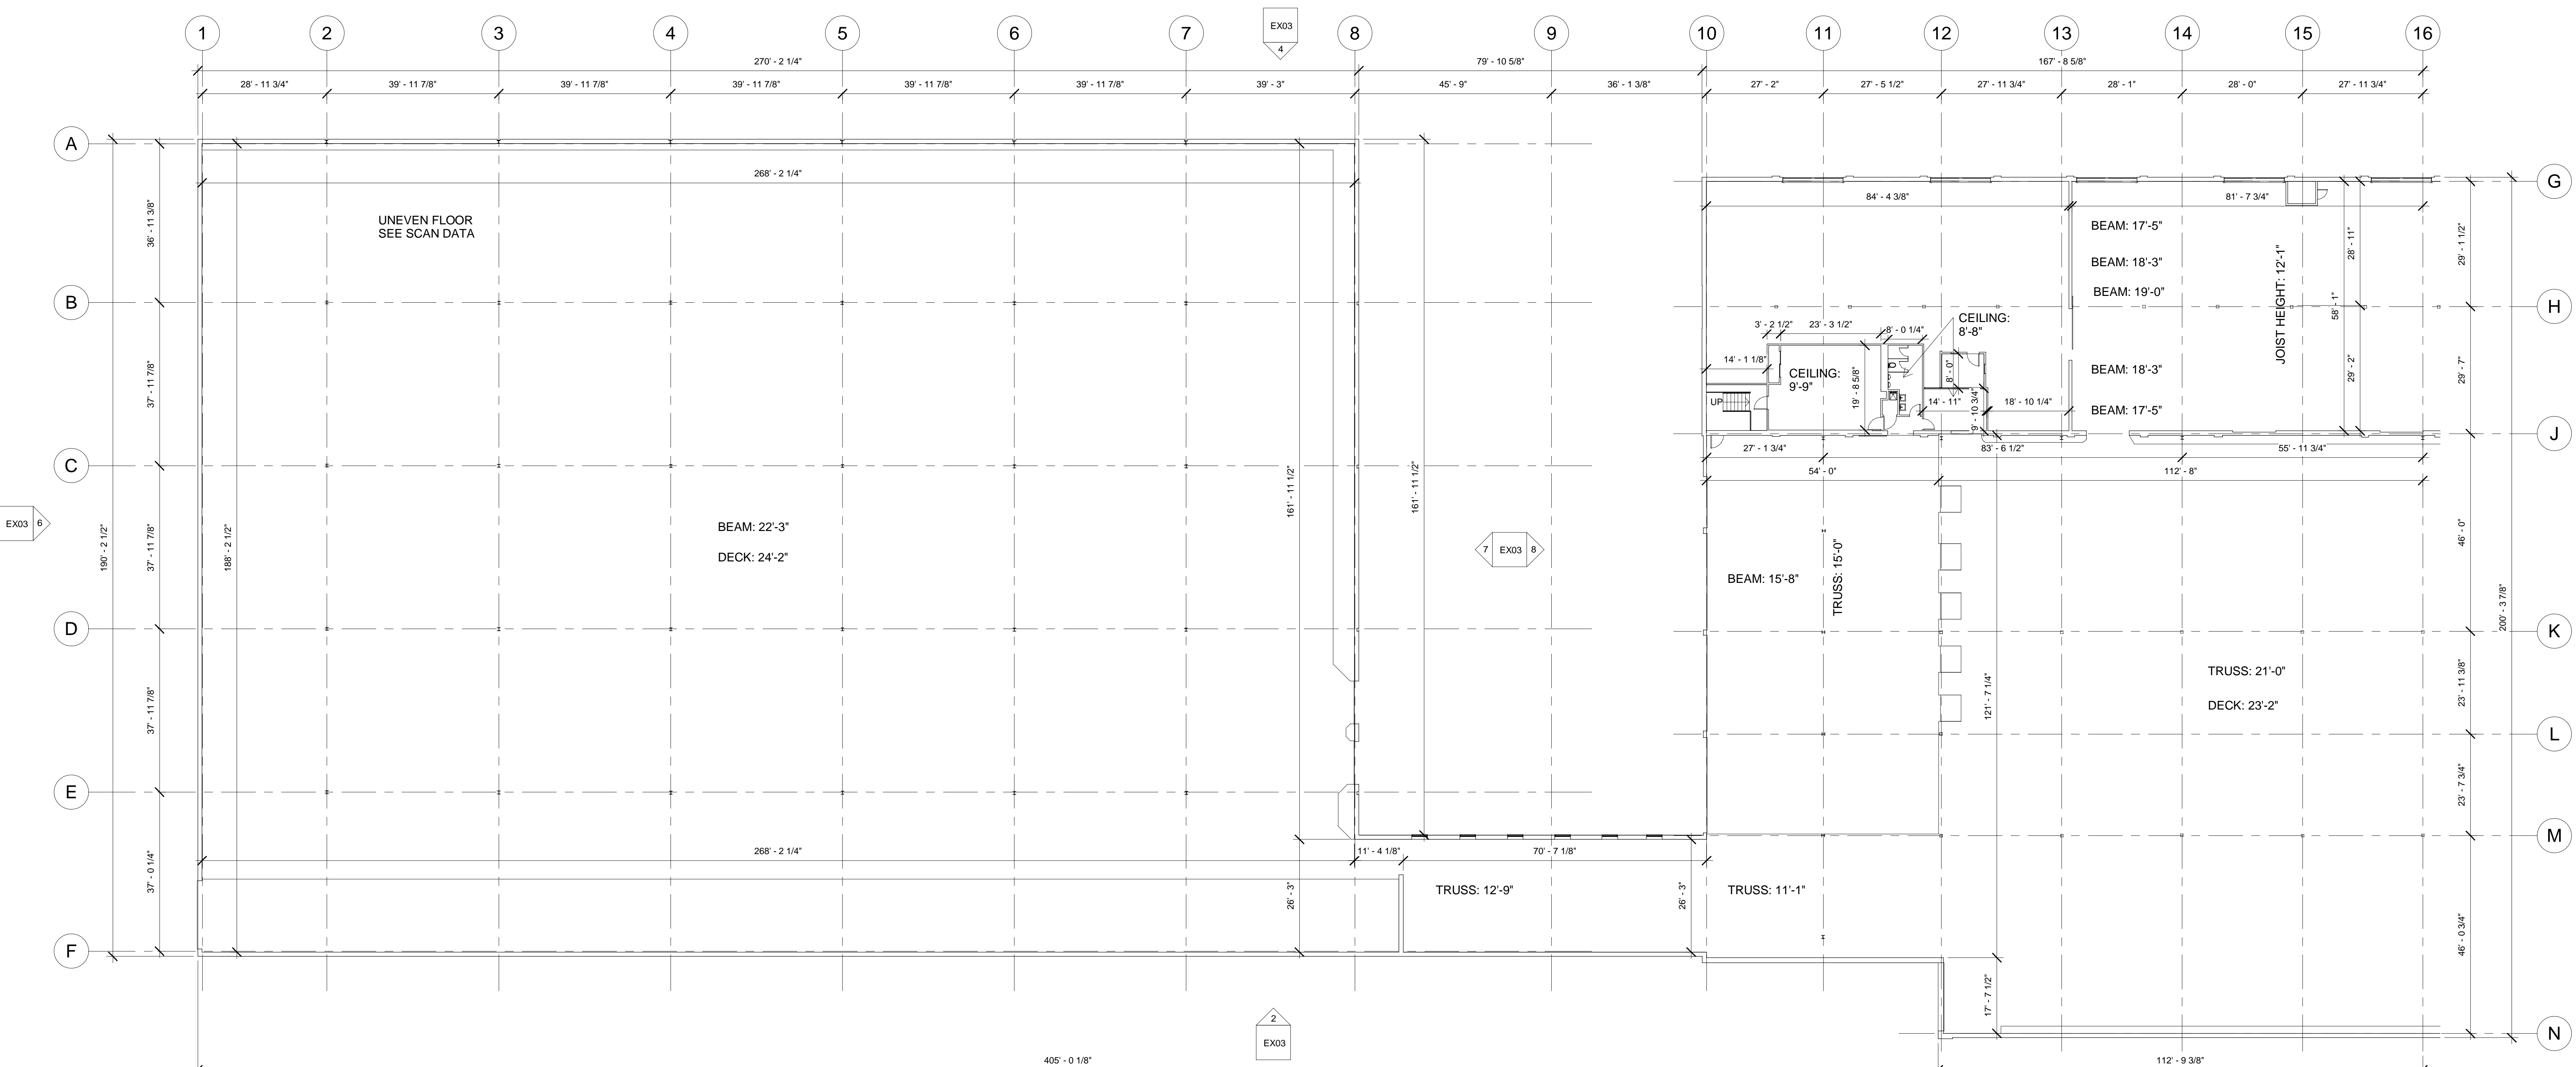 1 2 3 4 5 6 7 8 9 10 11 12 13 14 15 16
EX03
4
270' - 2 1/4" 79' - 10 5/8" 167' - 8 5/8"
28' - 11 3/4" 39' - 11 7/8" 39' - 11 7/8" 39' - 11 7/8" 39' - 11 7/8" 39' - 11 7/8" 39' - 3" 45' - 9" 36' - 1 3/8" 27' - 2" 27' - 5 1/2" 27' - 11 3/4" 28' - 1" 28' - 0" 27' - 11 3/4"
A
268' - 2 1/4"
UNEVEN FLOOR
SEE SCAN DATA
36' - 11 3/8"
B
37' - 11 7/8"
C
37' - 11 7/8"
EX03 6
190' - 2 1/2"
188' - 2 1/2"
BEAM: 22'-3"
DECK: 24'-2"
D
37' - 11 7/8"
E
37' - 0 1/4"
F
268' - 2 1/4"
161' - 11 1/2"
161' - 11 1/2"
7 EX03 8
11' - 4 1/8"
70' - 7 1/8"
26' - 3"
26' - 3"
TRUSS: 12'-9"
TRUSS: 11'-1"
G
84' - 4 3/8"
81' - 7 3/4"
BEAM: 17'-5"
BEAM: 18'-3"
BEAM: 19'-0"
JOIST HEIGHT: 12'-1"
28' - 11"
58' - 1"
29' - 2"
29' - 1 1/2"
H
29' - 7"
3' - 2 1/2"
23' - 3 1/2"
8' - 0 1/4"
CEILING:
8'-8"
14' - 1 1/8"
CEILING:
9'-9"
19' - 8 5/8"
8' - 0"
UP
14' - 11"
9' - 10 3/4"
18' - 10 1/4"
BEAM: 18'-3"
BEAM: 17'-5"
J
27' - 1 3/4"
83' - 6 1/2"
55' - 11 3/4"
54' - 0"
112' - 8"
46' - 0"
BEAM: 15'-8"
TRUSS: 15'-0"
200' - 3 7/8"
K
TRUSS: 21'-0"
DECK: 23'-2"
121' - 7 1/4"
23' - 11 3/8"
L
23' - 7 3/4"
M
46' - 0 3/4"
17' - 7 1/2"
N
2
EX03
405' - 0 1/8"
112' - 9 3/8"